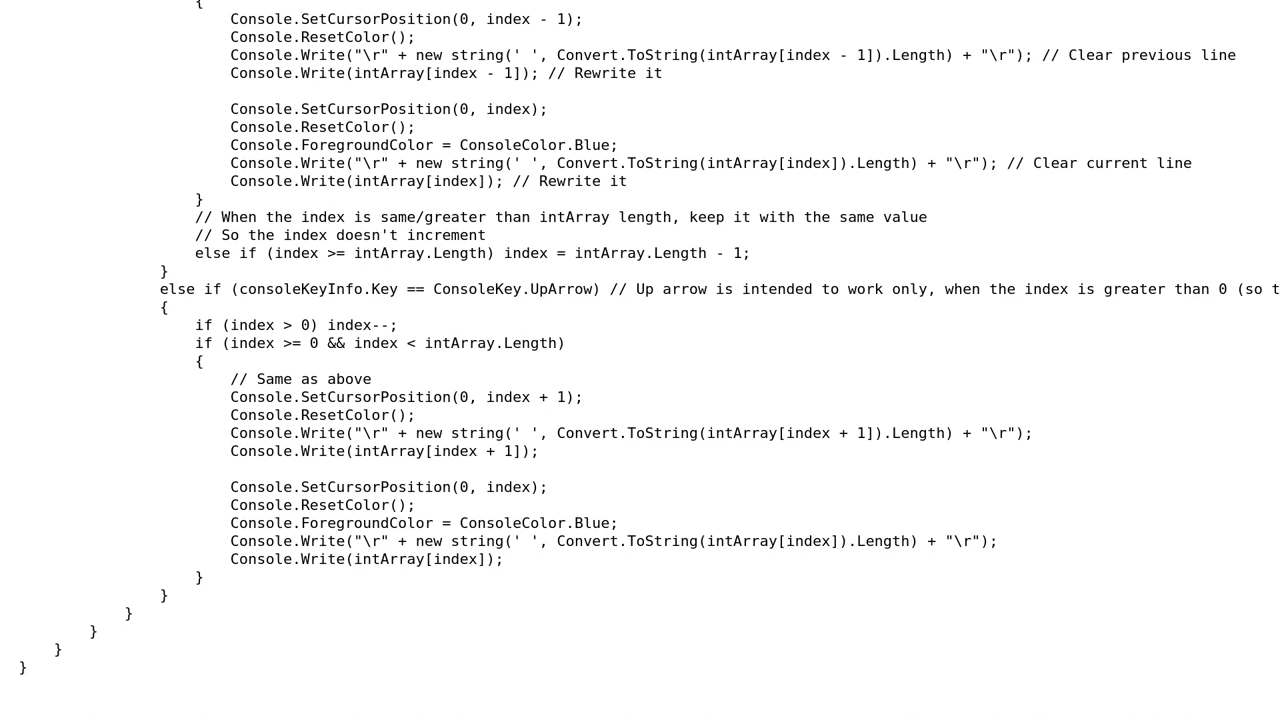 {
Console.SetCursorPosition(0, index - 1);
Console.ResetColor();
Console.Write("\r" + new string(' ', Convert.ToString(intArray[index - 1]).Length) + "\r"); // Clear previous line
Console.Write(intArray[index - 1]); // Rewrite it
Console.SetCursorPosition(0, index);
Console.ResetColor();
Console.ForegroundColor = ConsoleColor.Blue;
Console.Write("\r" + new string(' ', Convert.ToString(intArray[index]).Length) + "\r"); // Clear current line
Console.Write(intArray[index]); // Rewrite it
}
// When the index is same/greater than intArray length, keep it with the same value
// So the index doesn't increment
else if (index >= intArray.Length) index = intArray.Length - 1;
}
else if (consoleKeyInfo.Key == ConsoleKey.UpArrow) // Up arrow is intended to work only, when the index is greater than 0 (so t
{
if (index > 0) index--;
if (index >= 0 && index < intArray.Length)
{
// Same as above
Console.SetCursorPosition(0, index + 1);
Console.ResetColor();
Console.Write("\r" + new string(' ', Convert.ToString(intArray[index + 1]).Length) + "\r");
Console.Write(intArray[index + 1]);
Console.SetCursorPosition(0, index);
Console.ResetColor();
Console.ForegroundColor = ConsoleColor.Blue;
Console.Write("\r" + new string(' ', Convert.ToString(intArray[index]).Length) + "\r");
Console.Write(intArray[index]);
}
}
}
}
}
}